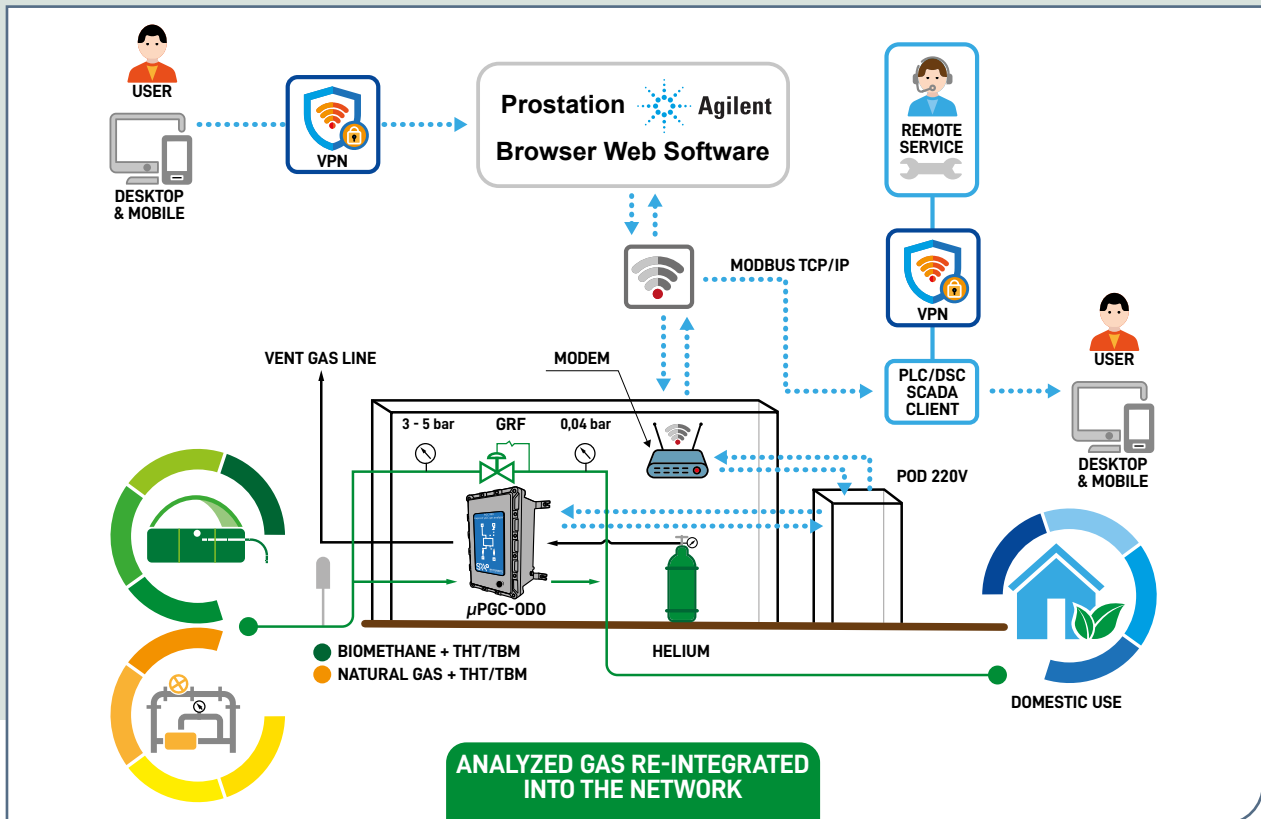 USER
DESKTOP
& MOBILE
VPN
Prostation
Agilent
Browser Web Software
REMOTE
SERVICE
MODBUS TCP/IP
VPN
PLC/DSC
SCADA
CLIENT
USER
DESKTOP
& MOBILE
VENT GAS LINE
MODEM
3 - 5 bar
GRF
0,04 bar
POD 220V
µPGC-ODO
HELIUM
BIOMETHANE + THT/TBM
NATURAL GAS + THT/TBM
DOMESTIC USE
ANALYZED GAS RE-INTEGRATED
INTO THE NETWORK